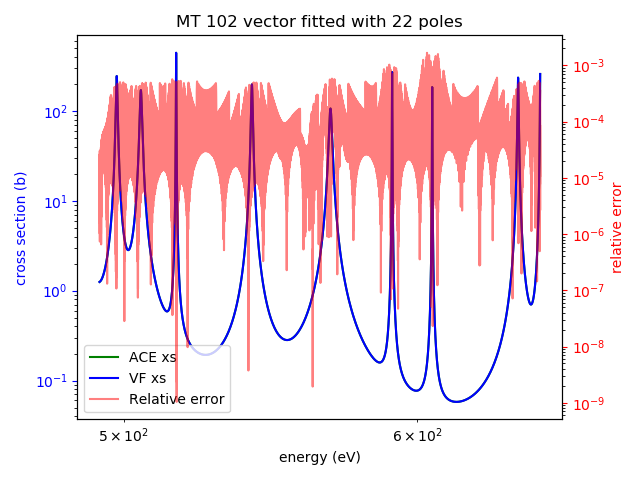 MT 102 vector fitted with 22 poles
cross section (b)
10²
10¹
10⁰
10⁻¹
10⁻³
10⁻⁴
10⁻⁵
10⁻⁶
10⁻⁷
10⁻⁸
10⁻⁹
relative error
ACE xs
VF xs
Relative error
5 × 10²
6 × 10²
energy (eV)